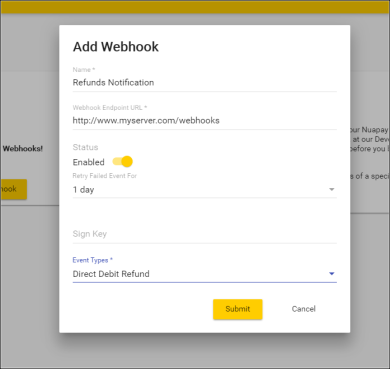 Add Webhook
Name *
Refunds Notification
Webhook Endpoint URL *
http://www.myserver.com/webhooks
Status
Enabled
Retry Failed Event For
1 day
Sign Key
Event Types *
Direct Debit Refund
Submit
Cancel
Webhooks!
our Nuapay
at our Deve
before you
s of a speci